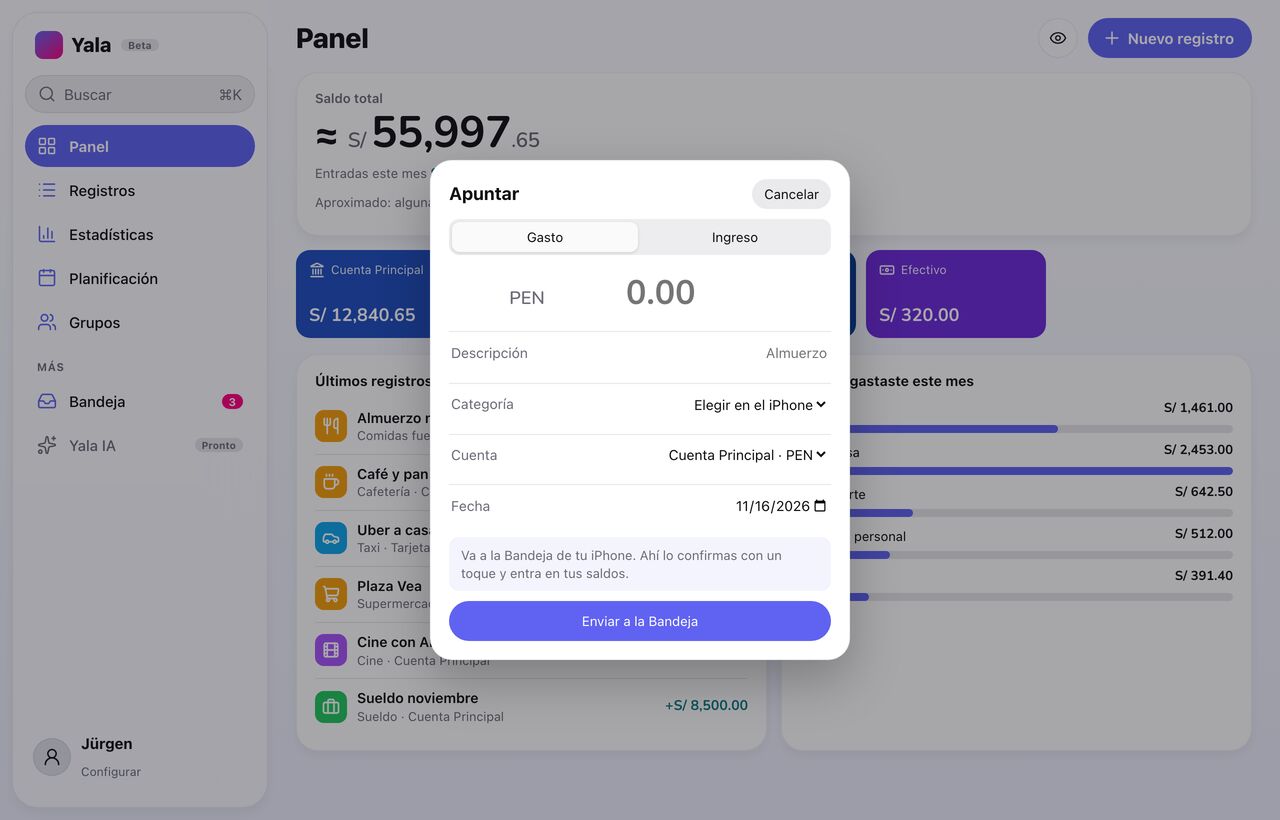 Yala Beta
Buscar ⌘K
Panel
Registros
Estadísticas
Planificación
Grupos
MÁS
Bandeja 3
Yala IA Pronto
Jürgen
Configurar
Panel
Nuevo registro
Saldo total
≈ S/ 55,997.65
Entradas este mes
Aproximado:
Cuenta Principal
S/ 12,840.65
Efectivo
S/ 320.00
Últimos registros
Almuerzo
Comidas
Café y pan
Cafetería ·
Uber a casa
Taxi · Tarjeta
Plaza Vea
Cine con
Cine · Cuenta Principal
Sueldo noviembre
Sueldo · Cuenta Principal
+S/ 8,500.00
gastaste este mes
S/ 1,461.00
S/ 2,453.00
S/ 642.50
personal
S/ 512.00
S/ 391.40
Apuntar
Cancelar
Gasto Ingreso
PEN 0.00
Descripción Almuerzo
Categoría Elegir en el iPhone
Cuenta Cuenta Principal · PEN
Fecha 11/16/2026
Va a la Bandeja de tu iPhone. Ahí lo confirmas con un
toque y entra en tus saldos.
Enviar a la Bandeja